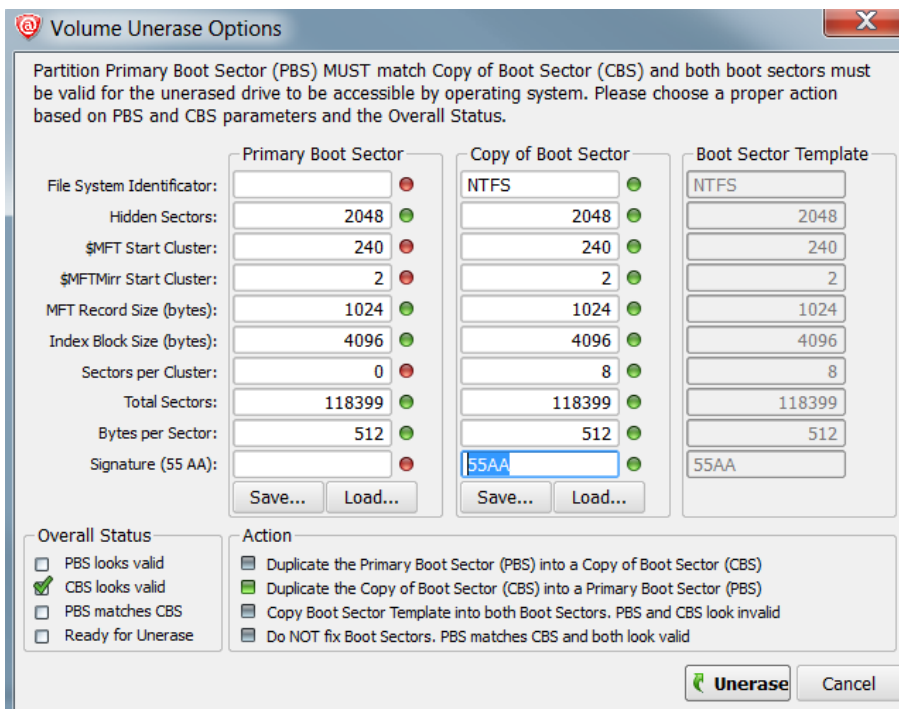 Volume Unerase Options
Partition Primary Boot Sector (PBS) MUST match Copy of Boot Sector (CBS) and both boot sectors must
be valid for the unerased drive to be accessible by operating system. Please choose a proper action
based on PBS and CBS parameters and the Overall Status.
Primary Boot Sector Copy of Boot Sector Boot Sector Template
File System Identificator: NTFS NTFS
Hidden Sectors: 2048 2048 2048
$MFT Start Cluster: 240 240 240
$MFTMirr Start Cluster: 2 2 2
MFT Record Size (bytes): 1024 1024 1024
Index Block Size (bytes): 4096 4096 4096
Sectors per Cluster: 0 8 8
Total Sectors: 118399 118399 118399
Bytes per Sector: 512 512 512
Signature (55 AA): 55AA 55AA
Save... Load... Save... Load...
Overall Status
PBS looks valid
CBS looks valid
PBS matches CBS
Ready for Unerase
Action
Duplicate the Primary Boot Sector (PBS) into a Copy of Boot Sector (CBS)
Duplicate the Copy of Boot Sector (CBS) into a Primary Boot Sector (PBS)
Copy Boot Sector Template into both Boot Sectors. PBS and CBS look invalid
Do NOT fix Boot Sectors. PBS matches CBS and both look valid
Unerase Cancel